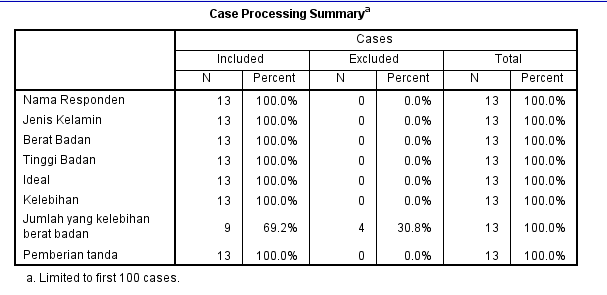 Case Processing Summarya
Cases
Included Excluded Total
N Percent N Percent N Percent
Nama Responden 13 100.0% 0 0.0% 13 100.0%
Jenis Kelamin 13 100.0% 0 0.0% 13 100.0%
Berat Badan 13 100.0% 0 0.0% 13 100.0%
Tinggi Badan 13 100.0% 0 0.0% 13 100.0%
Ideal 13 100.0% 0 0.0% 13 100.0%
Kelebihan 13 100.0% 0 0.0% 13 100.0%
Jumlah yang kelebihan
berat badan 9 69.2% 4 30.8% 13 100.0%
Pemberian tanda 13 100.0% 0 0.0% 13 100.0%
a. Limited to first 100 cases.